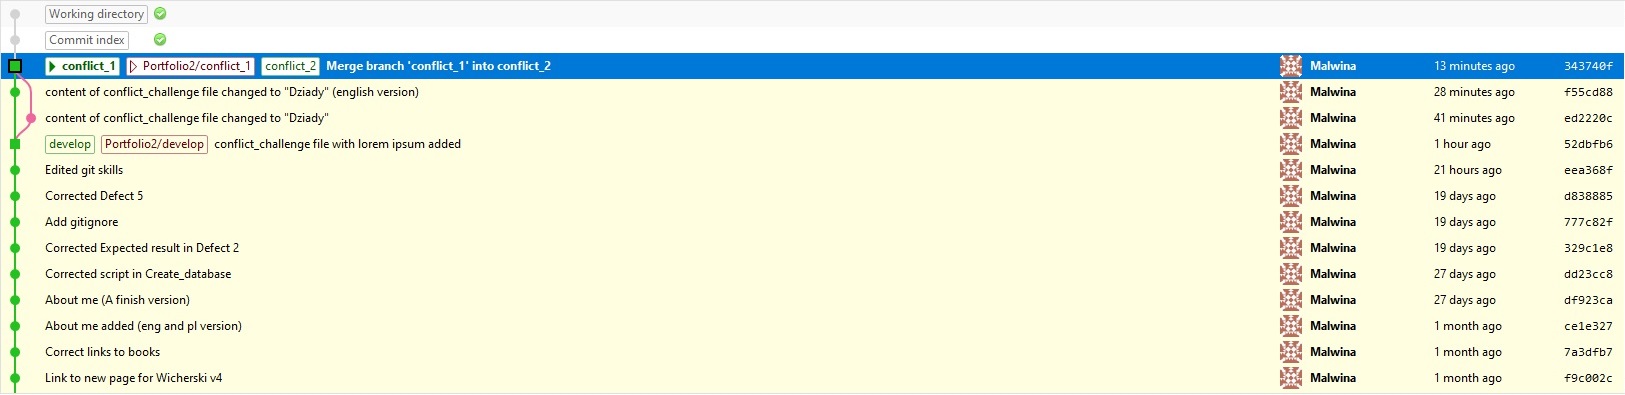 Working directory
Commit index
conflict_1 Portfolio2/conflict_1 conflict_2 Merge branch 'conflict_1' into conflict_2 Malwina 13 minutes ago 343740f
content of conflict_challenge file changed to "Dziady" (english version) Malwina 28 minutes ago f55cd88
content of conflict_challenge file changed to "Dziady" Malwina 41 minutes ago ed2220c
develop Portfolio2/develop conflict_challenge file with lorem ipsum added Malwina 1 hour ago 52dbfb6
Edited git skills Malwina 21 hours ago eea368f
Corrected Defect 5 Malwina 19 days ago d838885
Add gitignore Malwina 19 days ago 777c82f
Corrected Expected result in Defect 2 Malwina 19 days ago 329c1e8
Corrected script in Create_database Malwina 27 days ago dd23cc8
About me (A finish version) Malwina 27 days ago df923ca
About me added (eng and pl version) Malwina 1 month ago ce1e327
Correct links to books Malwina 1 month ago 7a3dfb7
Link to new page for Wicherski v4 Malwina 1 month ago f9c002c